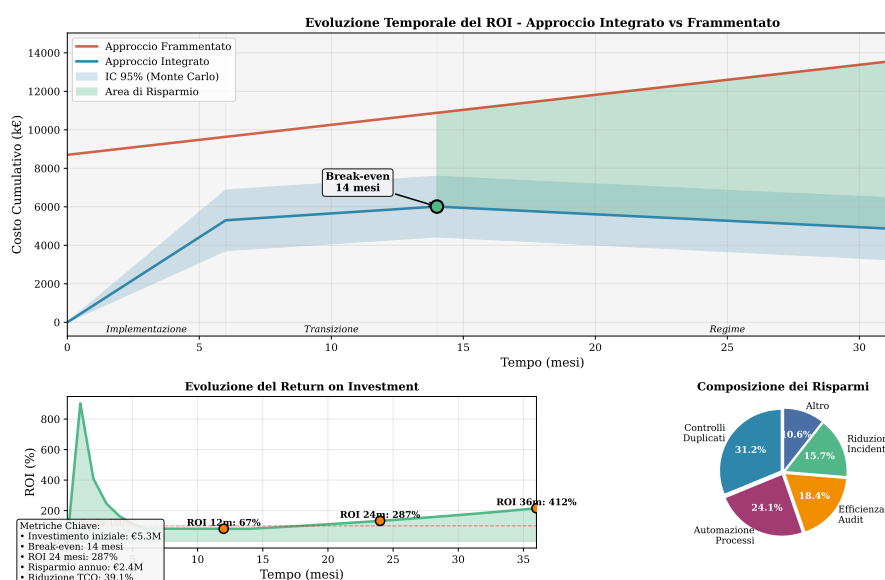 Evoluzione Temporale del ROI - Approccio Integrato vs Frammentato
Costo Cumulativo (k€)
14000
12000
10000
8000
6000
4000
2000
0
Approccio Frammentato
Approccio Integrato
IC 95% (Monte Carlo)
Area di Risparmio
Break-even
14 mesi
Implementazione
Transizione
Regime
0
5
10
15
20
25
30
Tempo (mesi)
Evoluzione del Return on Investment
ROI (%)
800
600
400
200
ROI 12m: 67%
ROI 24m: 287%
ROI 36m: 412%
5
10
15
20
25
30
35
Tempo (mesi)
Metriche Chiave:
• Investimento iniziale: €5.3M
• Break-even: 14 mesi
• ROI 24 mesi: 287%
• Risparmio annuo: €2.4M
• Riduzione TCO: 39.1%
Composizione dei Risparmi
Altro
10.6%
Controlli
Duplicati
31.2%
Riduzion
Incident
15.7%
18.4%
Efficienza
Audit
24.1%
Automazione
Processi